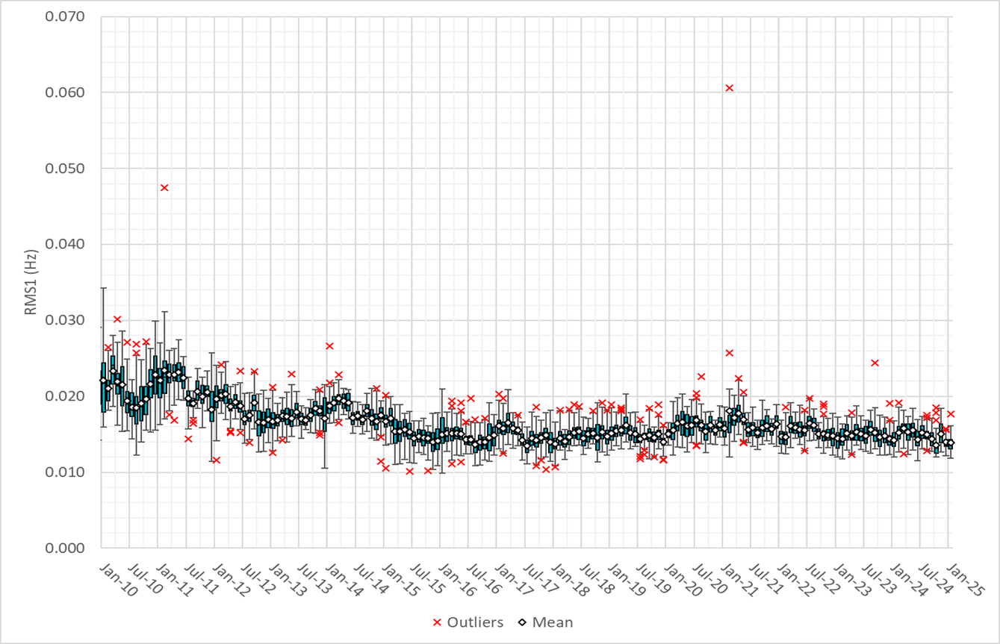 0.070
0.060
0.050
0.040
0.030
0.020
0.010
0.000
RMS1 (Hz)
Jan-10
Jul-10
Jan-11
Jul-11
Jan-12
Jul-12
Jan-13
Jul-13
Jan-14
Jul-14
Jan-15
Jul-15
Jan-16
Jul-16
Jan-17
Jul-17
Jan-18
Jul-18
Jan-19
Jul-19
Jan-20
Jul-20
Jan-21
Jul-21
Jan-22
Jul-22
Jan-23
Jul-23
Jan-24
Jul-24
Jan-25
Outliers Mean